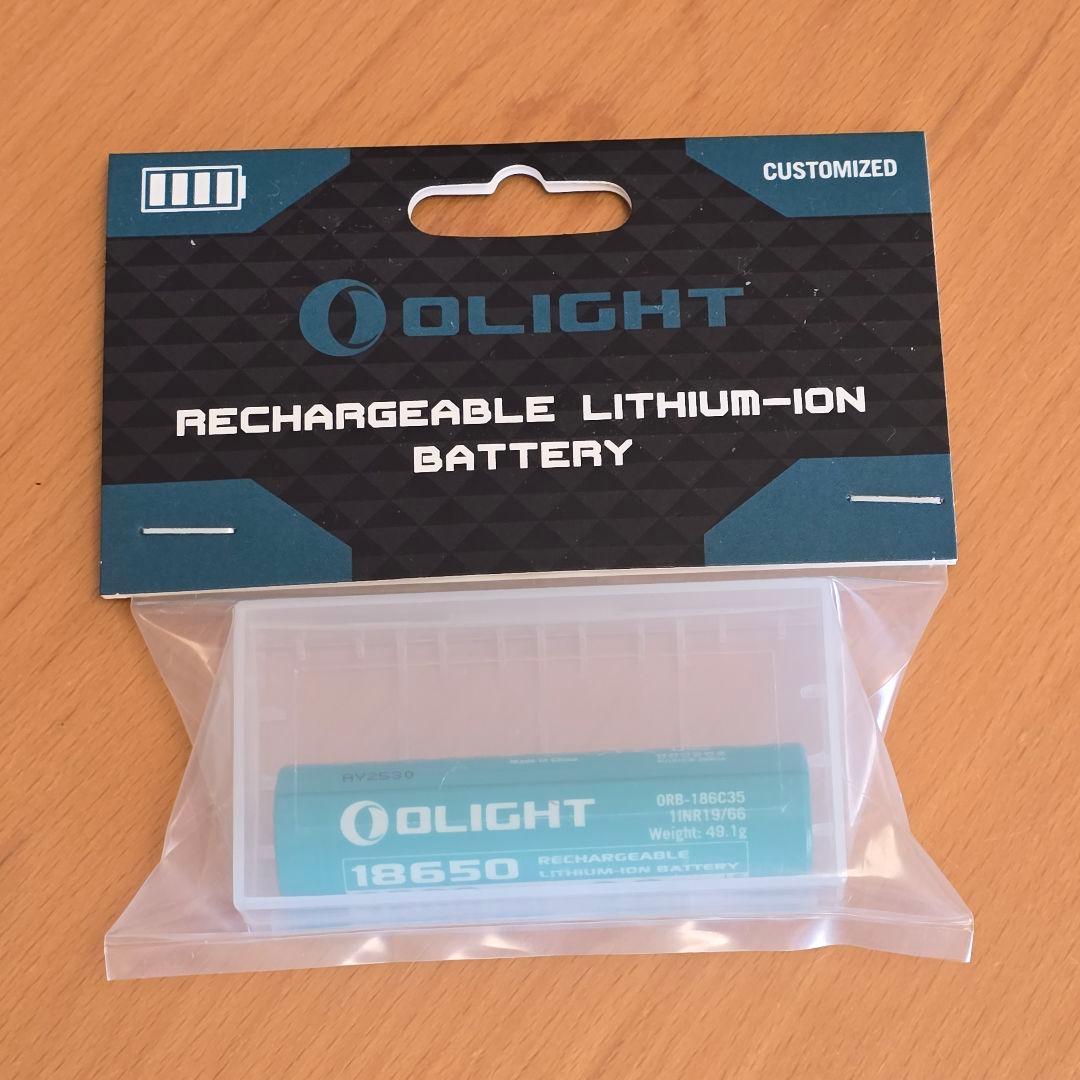 CUSTOMIZED
OLIGHT
RECHARGEABLE LITHIUM-ION
BATTERY
Made in China
AY2530
OLIGHT
ORB-186C35
1INR19/66
Weight: 49.1g
18650
RECHARGEABLE
LITHIUM-ION BATTERY